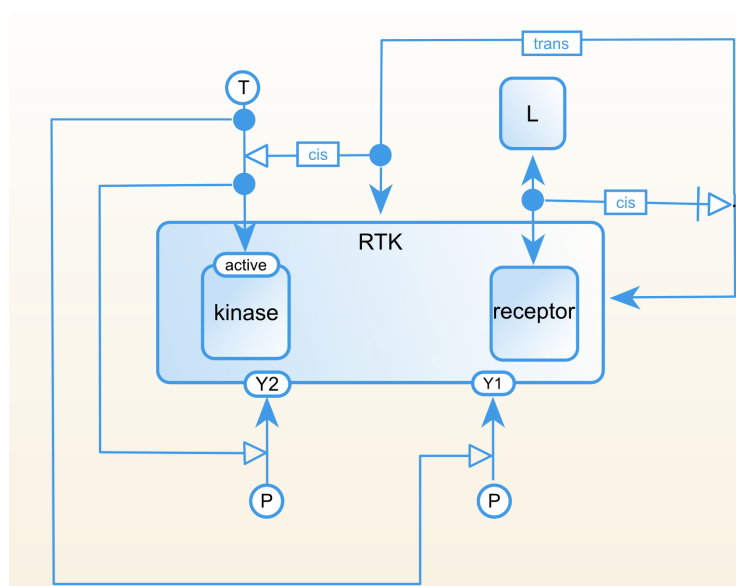 trans
T
L
cis
cis
RTK
active
kinase
receptor
Y2
Y1
P
P